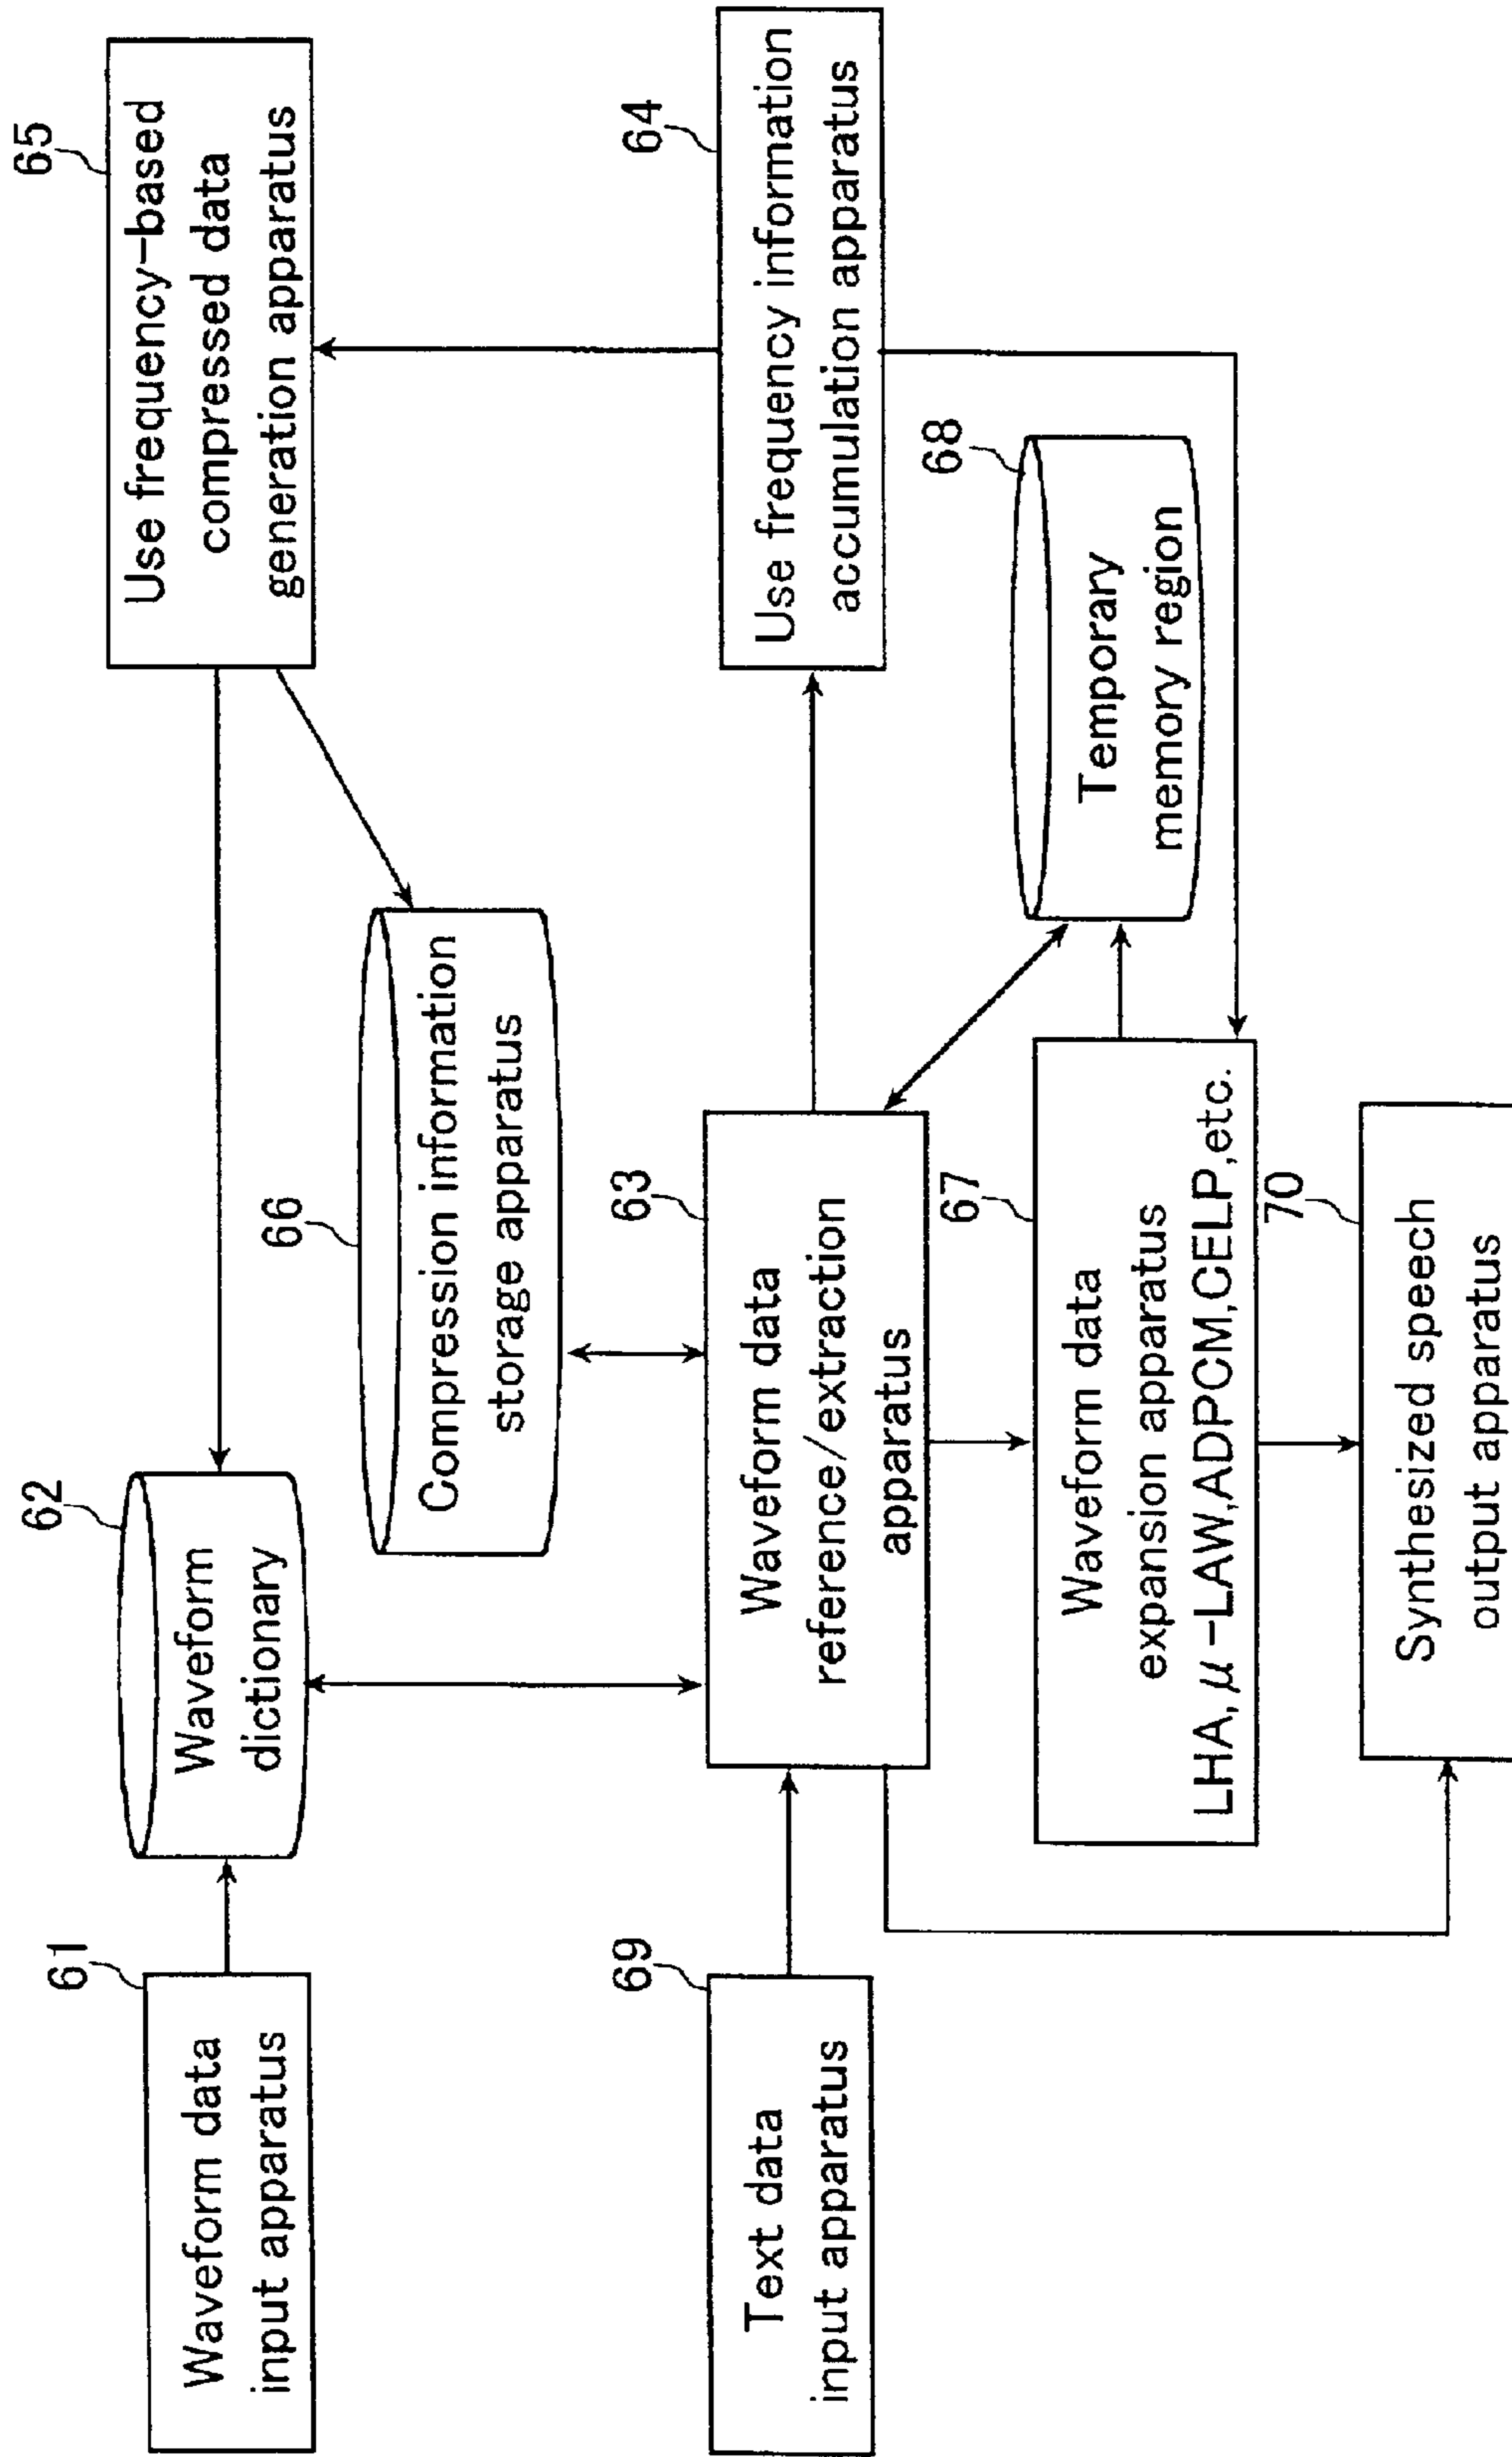 61
Waveform data
input apparatus
62
Waveform
dictionary
65
Use frequency-based
compressed data
generation apparatus
66
Compression information
storage apparatus
69
Text data
input apparatus
63
Waveform data
reference/extraction
apparatus
64
Use frequency information
accumulation apparatus
67
Waveform data
expansion apparatus
LHA, μ-LAW,ADPCM,CELP,etc.
68
Temporary
memory region
70
Synthesized speech
output apparatus